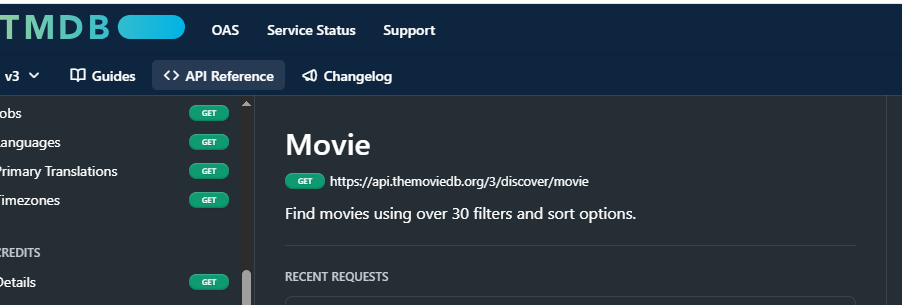 TMDB
OAS
Service Status
Support
v3
Guides
<> API Reference
Changelog
obs GET
anguages GET
Primary Translations GET
Timezones GET
CREDITS
Details GET
Movie
GET https://api.themoviedb.org/3/discover/movie
Find movies using over 30 filters and sort options.
RECENT REQUESTS